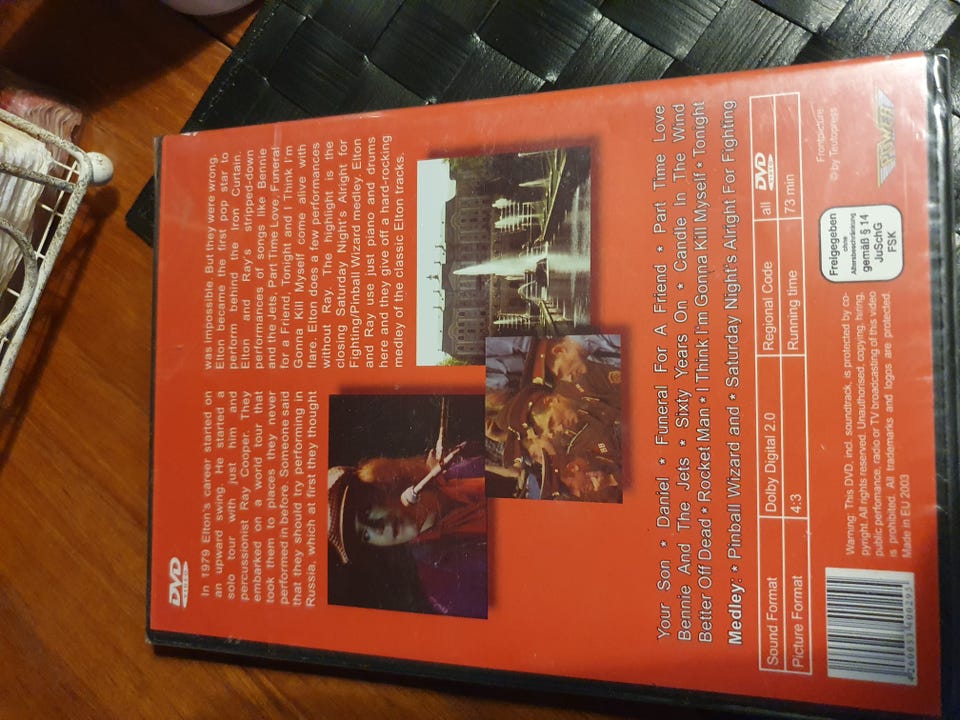 DVD
VIDEO
In 1979 Elton's career started on
an upward swing. He started a
solo tour with just him and
percussionist Ray Cooper. They
embarked on a world tour that
took them to places they never
performed in before. Someone said
that they should try performing in
Russia, which at first they thought
was impossible. But they were wrong.
Elton became the first pop star to
perform behind the Iron Curtain.
Elton and Ray's stripped-down
performances of songs like Bennie
and the Jets, Part Time Love, Funeral
for a Friend, Tonight and I Think I'm
Gonna Kill Myself come alive with
flare. Elton does a few performances
without Ray. The highlight is the
closing Saturday Night's Alright for
Fighting/Pinball Wizard medley. Elton
and Ray use just piano and drums
here and they give off a hard-rocking
medley of the classic Elton tracks.
Your Son * Daniel * Funeral For A Friend * Part Time Love
Bennie And The Jets * Sixty Years On * Candle In The Wind
Better Off Dead * Rocket Man * I Think I'm Gonna Kill Myself * Tonight
Medley: * Pinball Wizard and * Saturday Night's Alright For Fighting
Sound Format Dolby Digital 2.0 Regional Code all DVD
Picture Format 4:3 Running time 73 min
Warning: This DVD, incl. soundtrack, is protected by co-
pyright. All rights reserved. Unauthorised, copying, hiring,
public perfomance, radio or TV broadcasting of this video
is prohibited. All trademarks and logos are protected.
Made in EU 2003
Freigegeben
ohne
Altersbeschränkung
gemäß § 14
JuSchG
FSK
Frontpicture
© by Teutopress
4 260031 400295